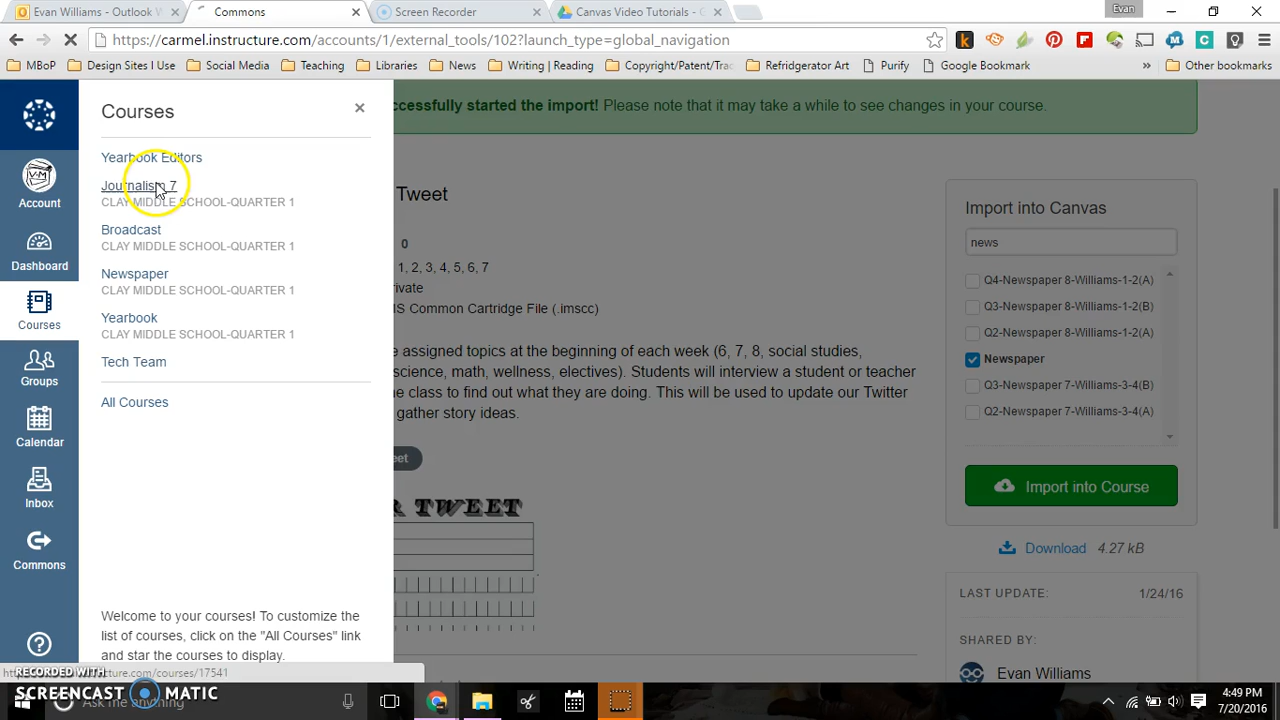 Evan Williams - Outlook W
Commons
Screen Recorder
Canvas Video Tutorials - G
Evan
https://carmel.instructure.com/accounts/1/external_tools/102?launch_type=global_navigation
MBoP
Design Sites I Use
Social Media
Teaching
Libraries
News
Writing | Reading
Copyright/Patent/Trac
Refridgerator Art
Purify
Google Bookmark
»
Other bookmarks
Courses
Yearbook Editors
Journalism 7
CLAY MIDDLE SCHOOL-QUARTER 1
Broadcast
CLAY MIDDLE SCHOOL-QUARTER 1
Newspaper
CLAY MIDDLE SCHOOL-QUARTER 1
Yearbook
CLAY MIDDLE SCHOOL-QUARTER 1
Tech Team
All Courses
Welcome to your courses! To customize the
list of courses, click on the "All Courses" link
and star the courses to display.
Account
Dashboard
Courses
Groups
Calendar
Inbox
Commons
ccessfully started the import! Please note that it may take a while to see changes in your course.
Tweet
0
1, 2, 3, 4, 5, 6, 7
ivate
IS Common Cartridge File (.imscc)
e assigned topics at the beginning of each week (6, 7, 8, social studies,
science, math, wellness, electives). Students will interview a student or teacher
the class to find out what they are doing. This will be used to update our Twitter
gather story ideas.
eet
R TWEET
Import into Canvas
news
Q4-Newspaper 8-Williams-1-2(A)
Q3-Newspaper 8-Williams-1-2(A)
Q2-Newspaper 8-Williams-1-2(A)
Newspaper
Q3-Newspaper 7-Williams-3-4(B)
Q2-Newspaper 7-Williams-3-4(A)
Import into Course
Download 4.27 kB
LAST UPDATE: 1/24/16
SHARED BY:
Evan Williams
structure.com/courses/17541
RECORDED WITH
SCREENCAST MATIC
Ask me anything
4:49 PM
7/20/2016